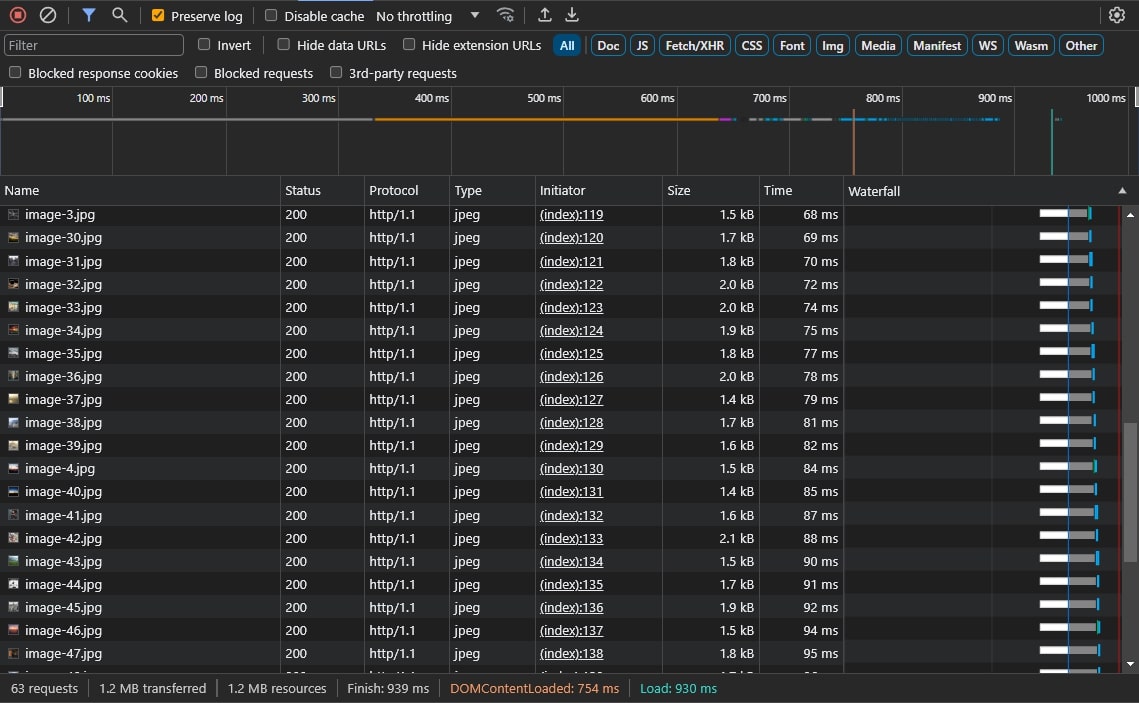 Preserve log Disable cache No throttling
Filter Invert Hide data URLs Hide extension URLs All Doc JS Fetch/XHR CSS Font Img Media Manifest WS Wasm Other
Blocked response cookies Blocked requests 3rd-party requests
100 ms 200 ms 300 ms 400 ms 500 ms 600 ms 700 ms 800 ms 900 ms 1000 ms
Name Status Protocol Type Initiator Size Time Waterfall
image-3.jpg 200 http/1.1 jpeg (index):119 1.5 kB 68 ms
image-30.jpg 200 http/1.1 jpeg (index):120 1.7 kB 69 ms
image-31.jpg 200 http/1.1 jpeg (index):121 1.8 kB 70 ms
image-32.jpg 200 http/1.1 jpeg (index):122 2.0 kB 72 ms
image-33.jpg 200 http/1.1 jpeg (index):123 2.0 kB 74 ms
image-34.jpg 200 http/1.1 jpeg (index):124 1.9 kB 75 ms
image-35.jpg 200 http/1.1 jpeg (index):125 1.8 kB 77 ms
image-36.jpg 200 http/1.1 jpeg (index):126 2.0 kB 78 ms
image-37.jpg 200 http/1.1 jpeg (index):127 1.4 kB 79 ms
image-38.jpg 200 http/1.1 jpeg (index):128 1.7 kB 81 ms
image-39.jpg 200 http/1.1 jpeg (index):129 1.6 kB 82 ms
image-4.jpg 200 http/1.1 jpeg (index):130 1.5 kB 84 ms
image-40.jpg 200 http/1.1 jpeg (index):131 1.4 kB 85 ms
image-41.jpg 200 http/1.1 jpeg (index):132 1.6 kB 87 ms
image-42.jpg 200 http/1.1 jpeg (index):133 2.1 kB 88 ms
image-43.jpg 200 http/1.1 jpeg (index):134 1.5 kB 90 ms
image-44.jpg 200 http/1.1 jpeg (index):135 1.7 kB 91 ms
image-45.jpg 200 http/1.1 jpeg (index):136 1.9 kB 92 ms
image-46.jpg 200 http/1.1 jpeg (index):137 1.5 kB 94 ms
image-47.jpg 200 http/1.1 jpeg (index):138 1.8 kB 95 ms
63 requests 1.2 MB transferred 1.2 MB resources Finish: 939 ms DOMContentLoaded: 754 ms Load: 930 ms